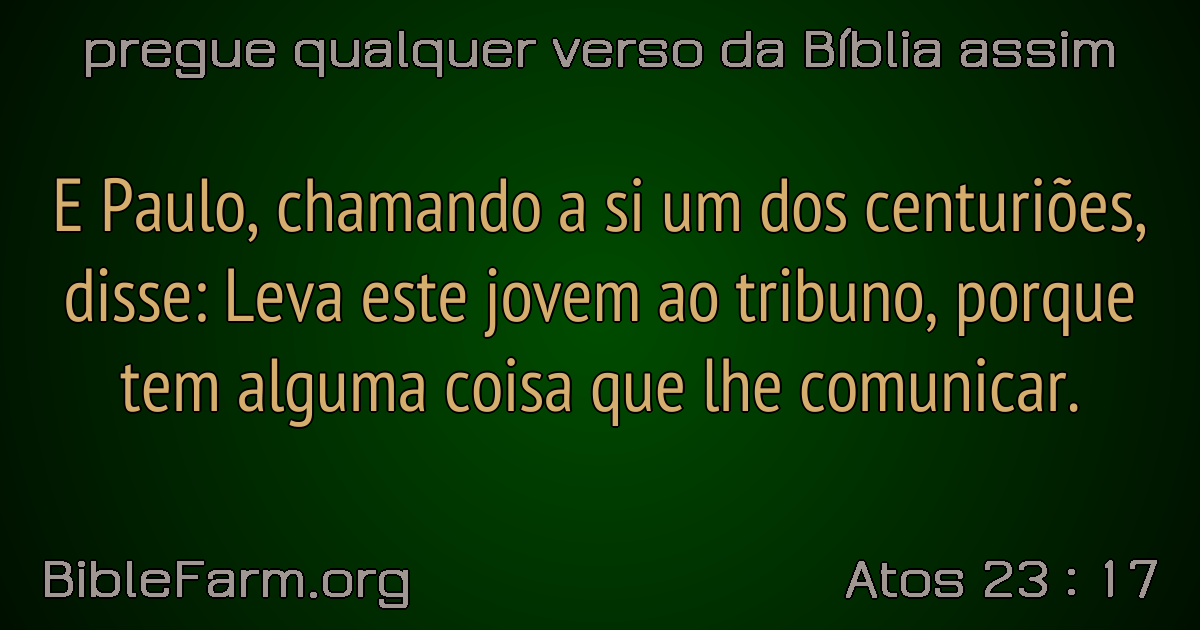 pregue qualquer verso da Bíblia assim
E Paulo, chamando a si um dos centuriões,
disse: Leva este jovem ao tribuno, porque
tem alguma coisa que lhe comunicar.
BibleFarm.org
Atos 23 : 17